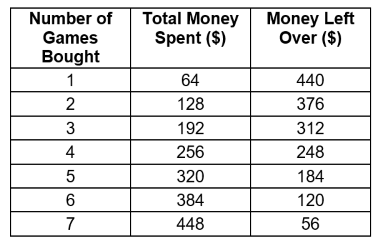 Number of Games Bought | Total Money Spent ($) | Money Left Over ($)
1 | 64 | 440
2 | 128 | 376
3 | 192 | 312
4 | 256 | 248
5 | 320 | 184
6 | 384 | 120
7 | 448 | 56